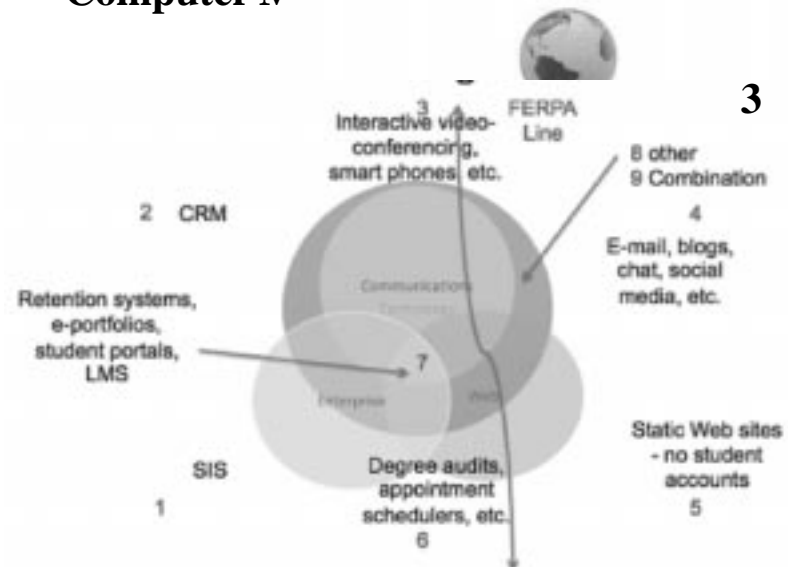 Computer
3
3
FERPA
Line
Interactive video-
conferencing,
smart phones, etc.
8 other
9 Combination
2 CRM
4
E-mail, blogs,
chat, social
media, etc.
Communications
Technology
Retention systems,
e-portfolios,
student portals,
LMS
7
Enterprise
Web
Static Web sites
- no student
accounts
5
SIS
1
Degree audits,
appointment
schedulers, etc.
6